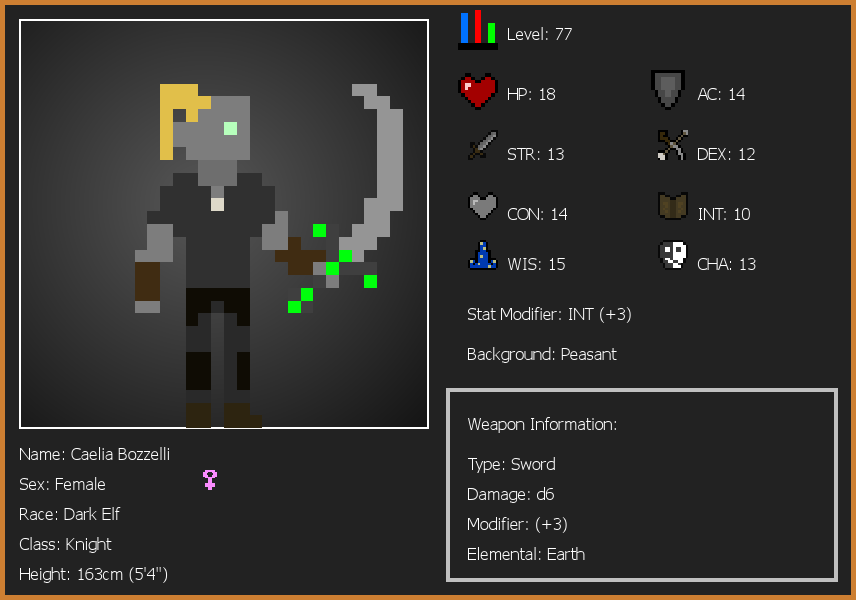 Level: 77
HP: 18
AC: 14
STR: 13
DEX: 12
CON: 14
INT: 10
WIS: 15
CHA: 13
Stat Modifier: INT (+3)
Background: Peasant
Weapon Information:
Type: Sword
Damage: d6
Modifier: (+3)
Elemental: Earth
Name: Caelia Bozzelli
Sex: Female
Race: Dark Elf
Class: Knight
Height: 163cm (5'4")